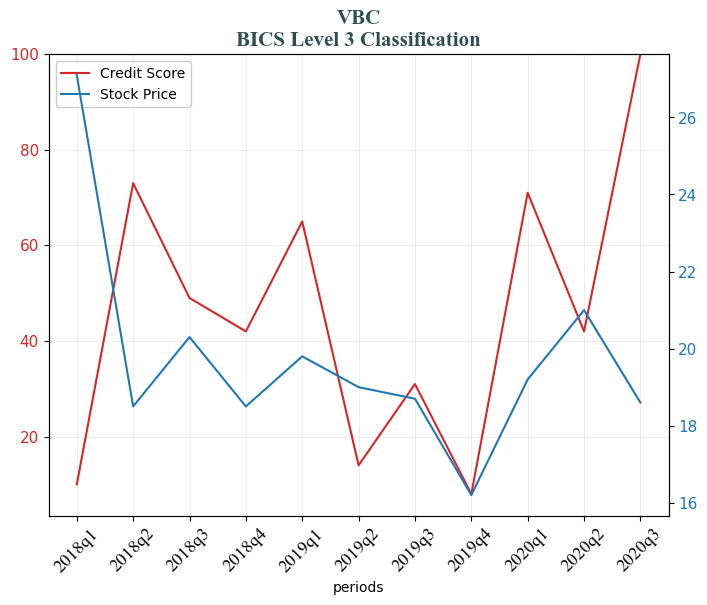 VBC
BICS Level 3 Classification
Credit Score
Stock Price
100
80
60
40
20
26
24
22
20
18
16
2018q1
2018q2
2018q3
2018q4
2019q1
2019q2
2019q3
2019q4
2020q1
2020q2
2020q3
periods